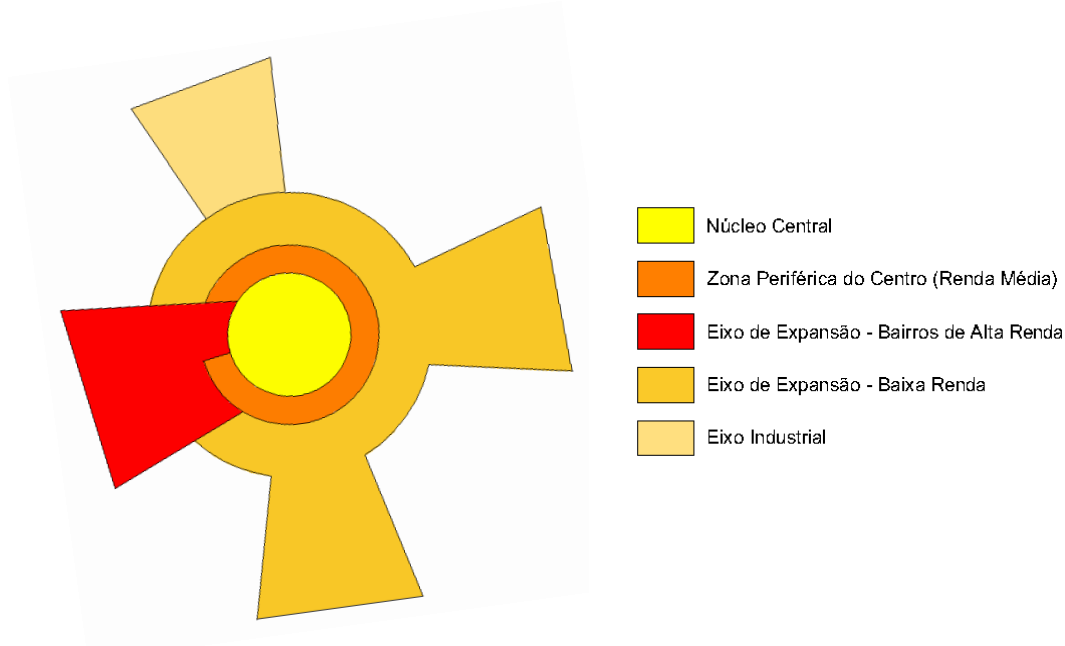 Núcleo Central
Zona Periférica do Centro (Renda Média)
Eixo de Expansão - Bairros de Alta Renda
Eixo de Expansão - Baixa Renda
Eixo Industrial